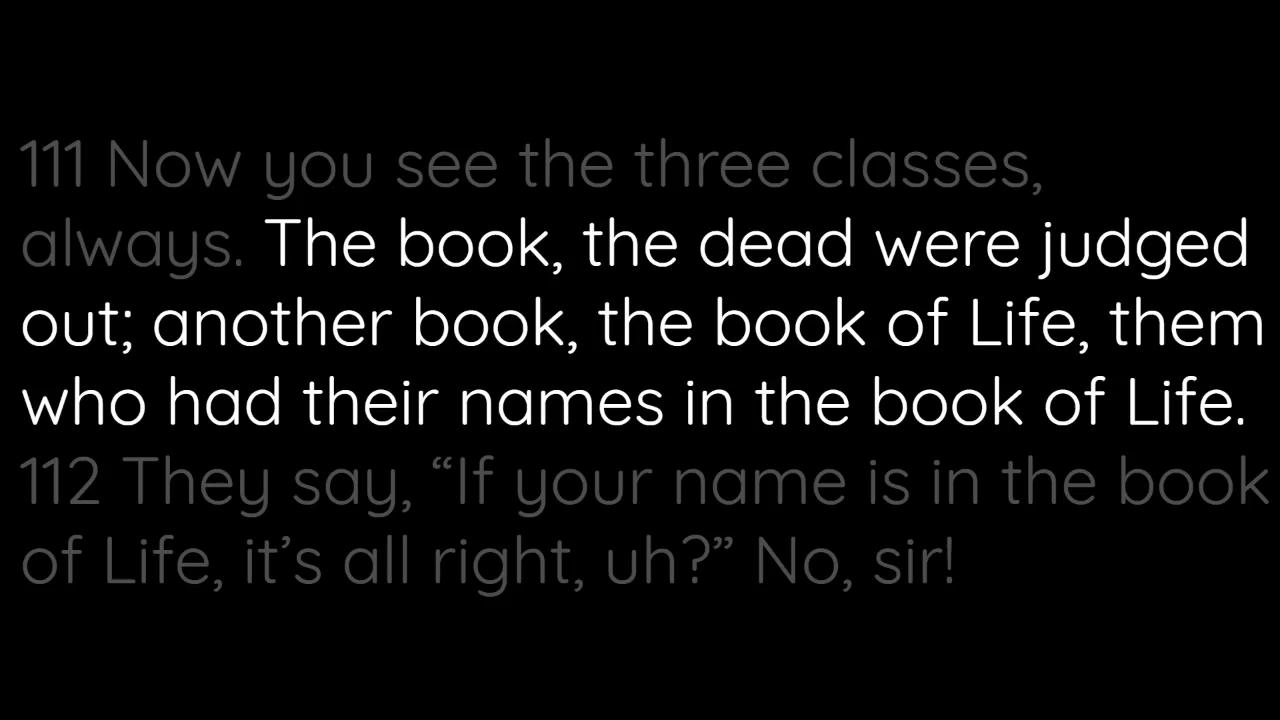 111 Now you see the three classes,
always. The book, the dead were judged
out; another book, the book of Life, them
who had their names in the book of Life.
112 They say, “If your name is in the book
of Life, it’s all right, uh?” No, sir!